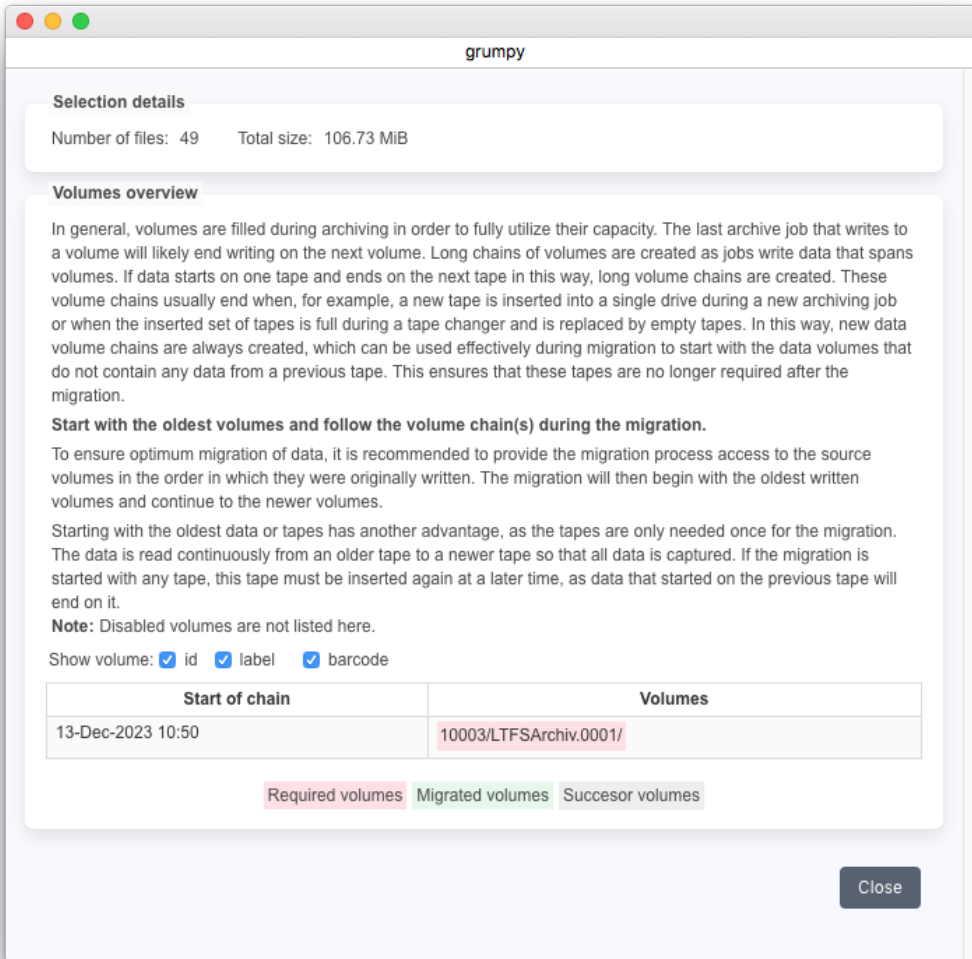 grumpy
Selection details
Number of files: 49 Total size: 106.73 MiB
Volumes overview
In general, volumes are filled during archiving in order to fully utilize their capacity. The last archive job that writes to
a volume will likely end writing on the next volume. Long chains of volumes are created as jobs write data that spans
volumes. If data starts on one tape and ends on the next tape in this way, long volume chains are created. These
volume chains usually end when, for example, a new tape is inserted into a single drive during a new archiving job
or when the inserted set of tapes is full during a tape changer and is replaced by empty tapes. In this way, new data
volume chains are always created, which can be used effectively during migration to start with the data volumes that
do not contain any data from a previous tape. This ensures that these tapes are no longer required after the
migration.
Start with the oldest volumes and follow the volume chain(s) during the migration.
To ensure optimum migration of data, it is recommended to provide the migration process access to the source
volumes in the order in which they were originally written. The migration will then begin with the oldest written
volumes and continue to the newer volumes.
Starting with the oldest data or tapes has another advantage, as the tapes are only needed once for the migration.
The data is read continuously from an older tape to a newer tape so that all data is captured. If the migration is
started with any tape, this tape must be inserted again at a later time, as data that started on the previous tape will
end on it.
Note: Disabled volumes are not listed here.
Show volume: id label barcode
Start of chain Volumes
13-Dec-2023 10:50 10003/LTFSArchiv.0001/
Required volumes Migrated volumes Succesor volumes
Close